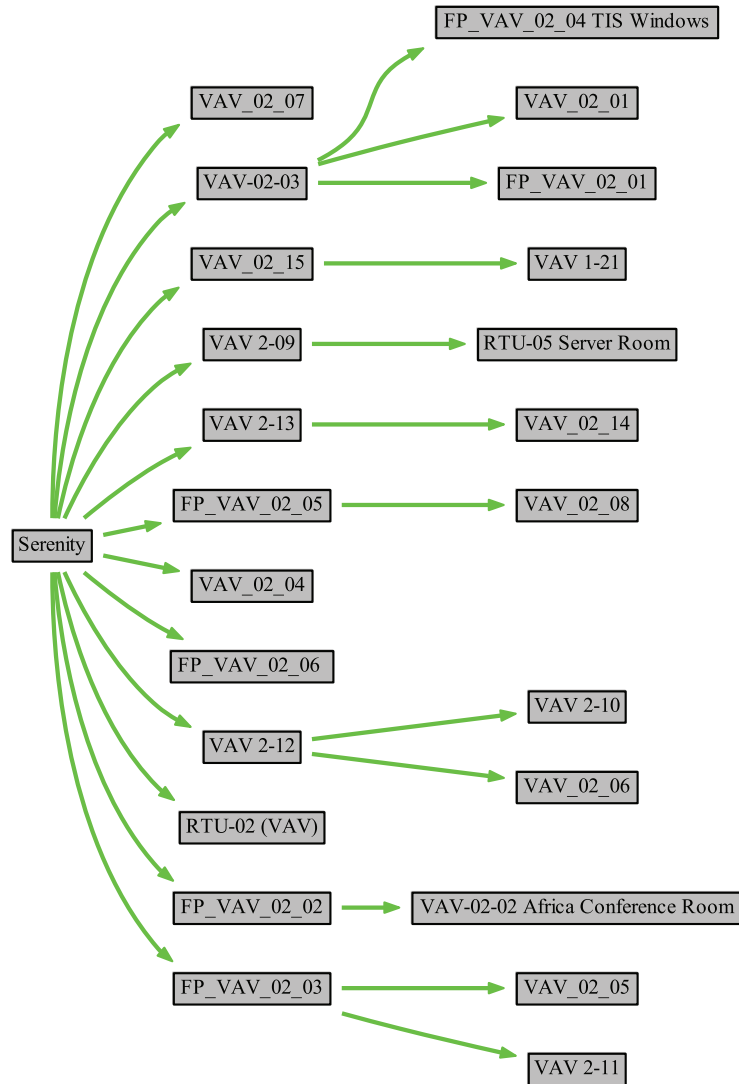 FP_VAV_02_04 TIS Windows
VAV_02_07
VAV_02_01
VAV-02-03
FP_VAV_02_01
VAV_02_15
VAV 1-21
VAV 2-09
RTU-05 Server Room
VAV 2-13
VAV_02_14
FP_VAV_02_05
VAV_02_08
Serenity
VAV_02_04
FP_VAV_02_06
VAV 2-10
VAV 2-12
VAV_02_06
RTU-02 (VAV)
FP_VAV_02_02
VAV-02-02 Africa Conference Room
FP_VAV_02_03
VAV_02_05
VAV 2-11